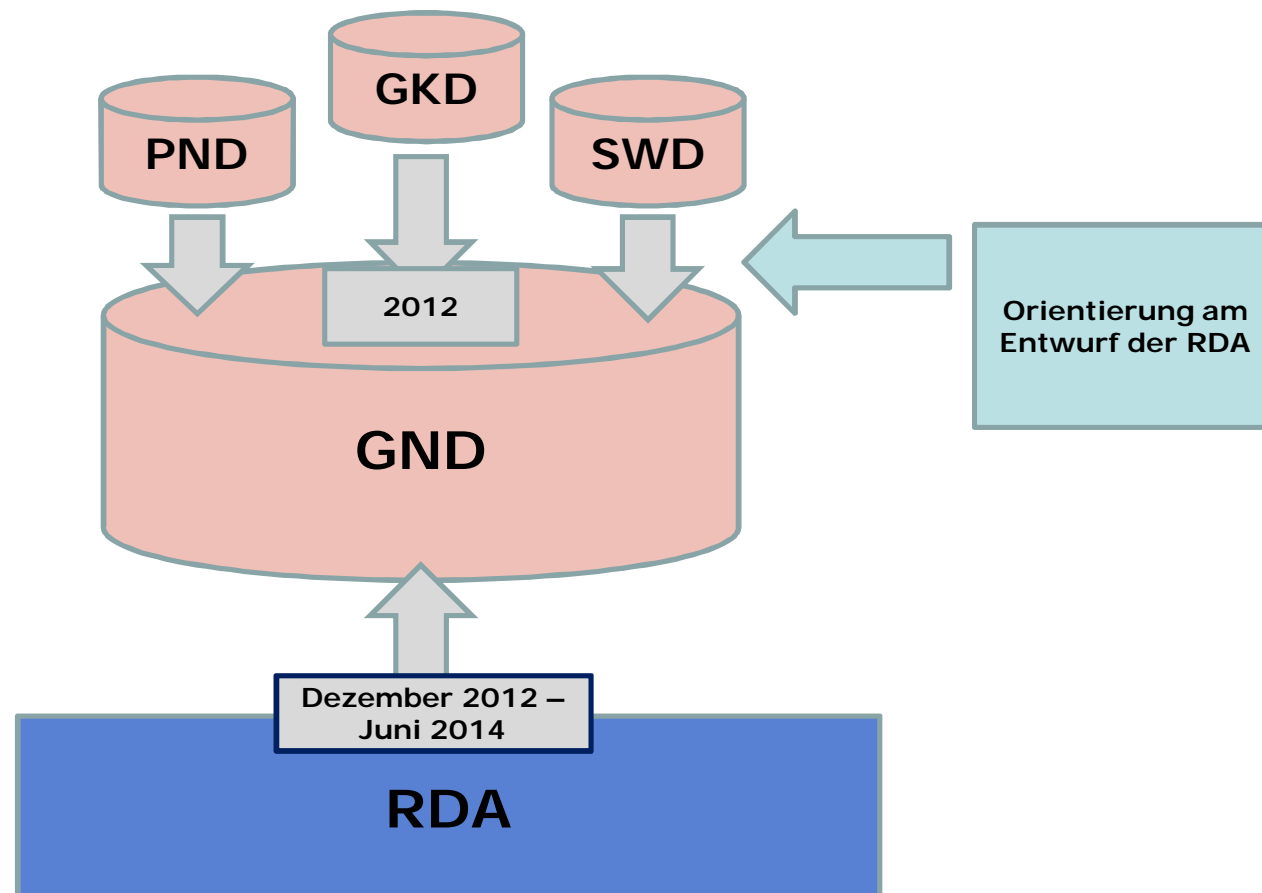 GKD
PND
SWD
2012
Orientierung am
Entwurf der RDA
GND
Dezember 2012 –
Juni 2014
RDA